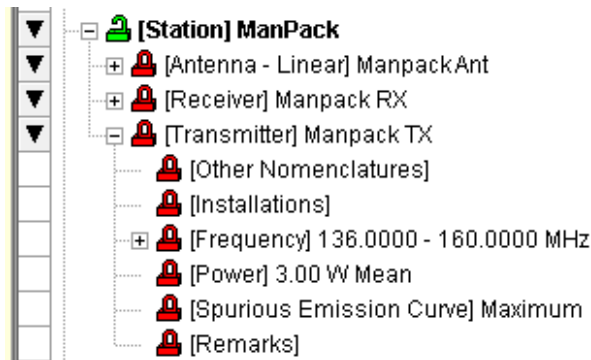 [Station] ManPack
[Antenna - Linear] Manpack Ant
[Receiver] Manpack RX
[Transmitter] Manpack TX
[Other Nomenclatures]
[Installations]
[Frequency] 136.0000 - 160.0000 MHz
[Power] 3.00 W Mean
[Spurious Emission Curve] Maximum
[Remarks]